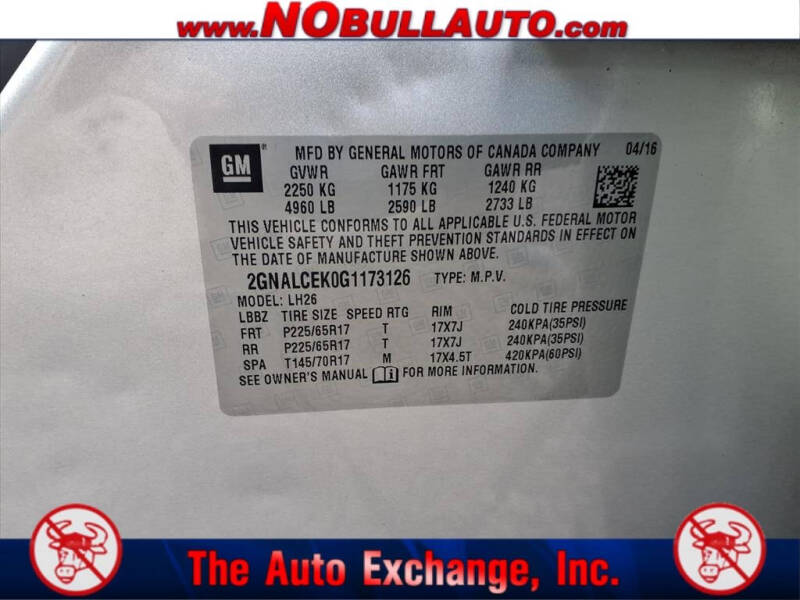 www.NOBULLAUTO.com
GM
MFD BY GENERAL MOTORS OF CANADA COMPANY 04/16
GVWR GAWR FRT GAWR RR
2250 KG 1175 KG 1240 KG
4960 LB 2590 LB 2733 LB
THIS VEHICLE CONFORMS TO ALL APPLICABLE U.S. FEDERAL MOTOR
VEHICLE SAFETY AND THEFT PREVENTION STANDARDS IN EFFECT ON
THE DATE OF MANUFACTURE SHOWN ABOVE.
2GNALCEK0G1173126 TYPE: M.P.V.
MODEL: LH26
LBBZ TIRE SIZE SPEED RTG RIM COLD TIRE PRESSURE
FRT P225/65R17 T 17X7J 240KPA(35PSI)
RR P225/65R17 T 17X7J 240KPA(35PSI)
SPA T145/70R17 M 17X4.5T 420KPA(60PSI)
SEE OWNER'S MANUAL FOR MORE INFORMATION.
The Auto Exchange, Inc.